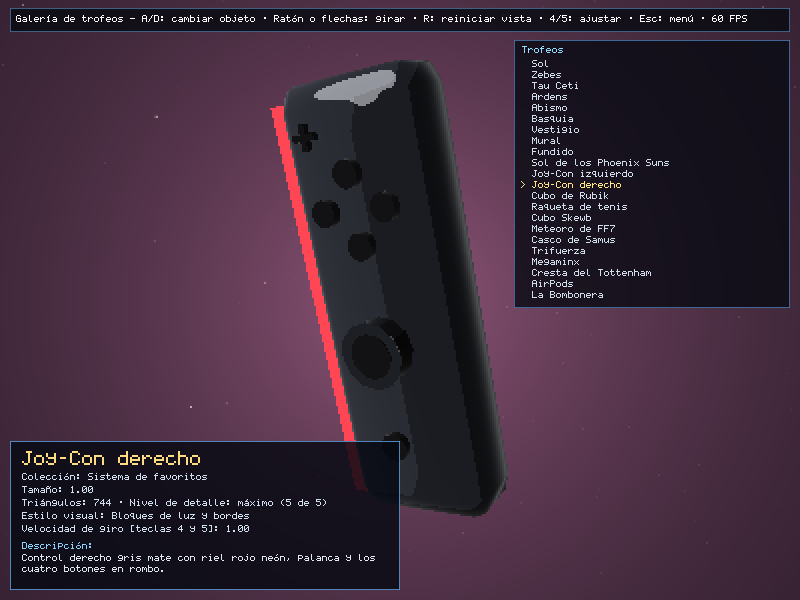 Galería de trofeos - A/D: cambiar objeto • Ratón o flechas: girar • R: reiniciar vista • 4/5: ajustar • Esc: menú • 60 FPS
Trofeos
Sol
Zebes
Tau Ceti
Ardens
Abismo
Basquia
Vestigio
Mural
Fundido
Sol de los Phoenix Suns
Joy-Con izquierdo
> Joy-Con derecho
Cubo de Rubik
Raqueta de tenis
Cubo Skewb
Meteoro de FF7
Casco de Samus
Trifuerza
Megaminx
Cresta del Tottenham
AirPods
La Bombonera
Joy-Con derecho
Colección: Sistema de favoritos
Tamaño: 1.00
Triángulos: 744 • Nivel de detalle: máximo (5 de 5)
Estilo visual: Bloques de luz y bordes
Velocidad de giro [teclas 4 y 5]: 1.00
Descripción:
Control derecho gris mate con riel rojo neón, palanca y los
cuatro botones en rombo.